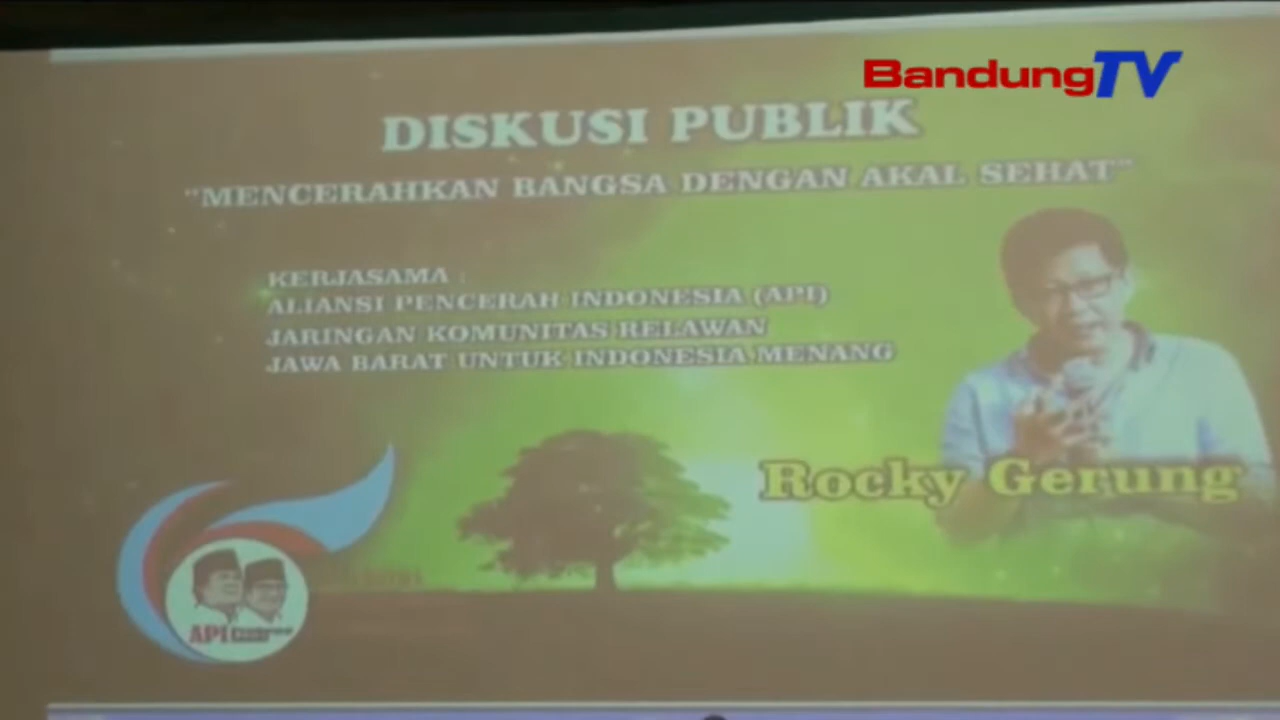 BandungTV
DISKUSI PUBLIK
"MENCERAHKAN BANGSA DENGAN AKAL SEHAT"
KERJASAMA :
ALIANSI PENCERAH INDONESIA (API)
JARINGAN KOMUNITAS RELAWAN
JAWA BARAT UNTUK INDONESIA MENANG
Rocky Gerung
API